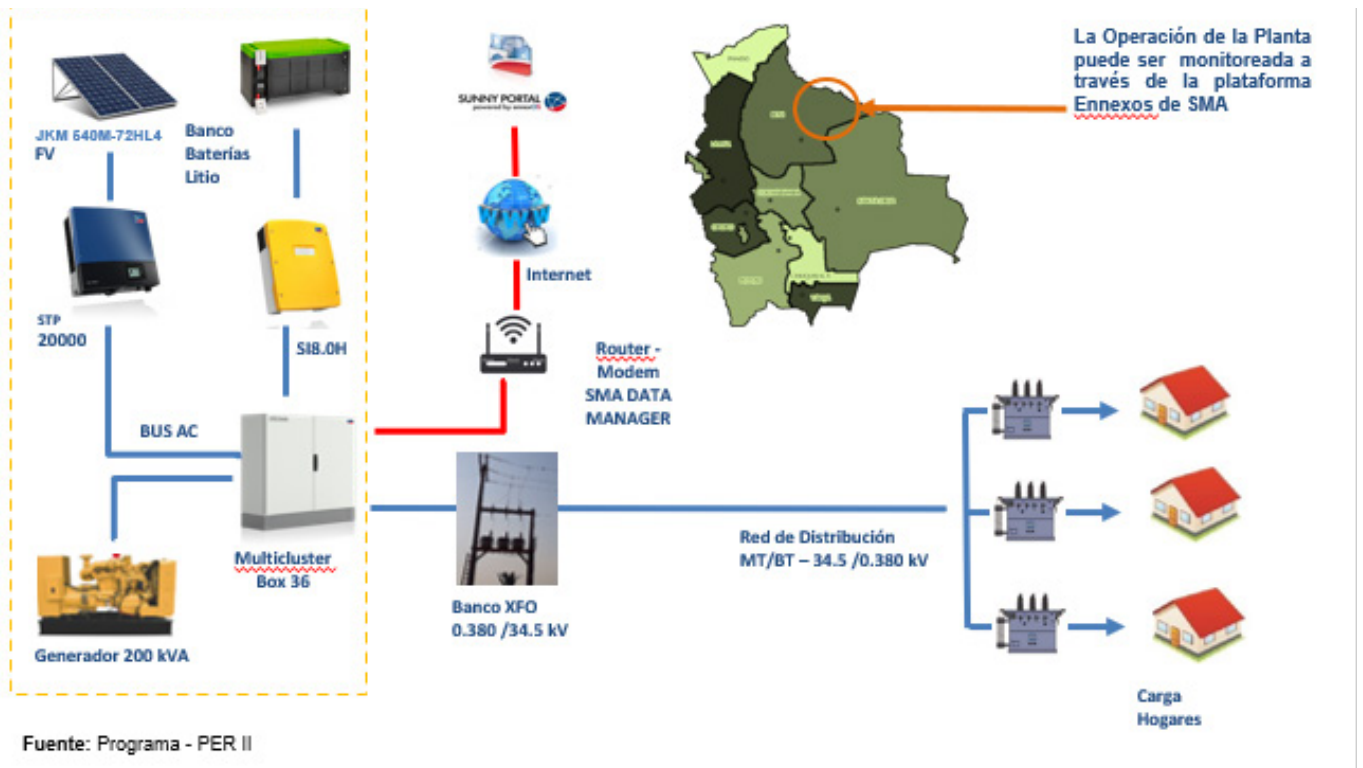 JKM 540M-72HL4
FV
Banco
Baterías
Litio
STP
20000
SI8.0H
BUS AC
Multicluster
Box 36
Generador 200 kVA
SUNNY PORTAL
Internet
Router -
Modem
SMA DATA
MANAGER
Banco XFO
0.380 /34.5 kV
Red de Distribución
MT/BT – 34.5 /0.380 kV
La Operación de la Planta
puede ser monitoreada a
través de la plataforma
Ennexos de SMA
Carga
Hogares
Fuente: Programa - PER II